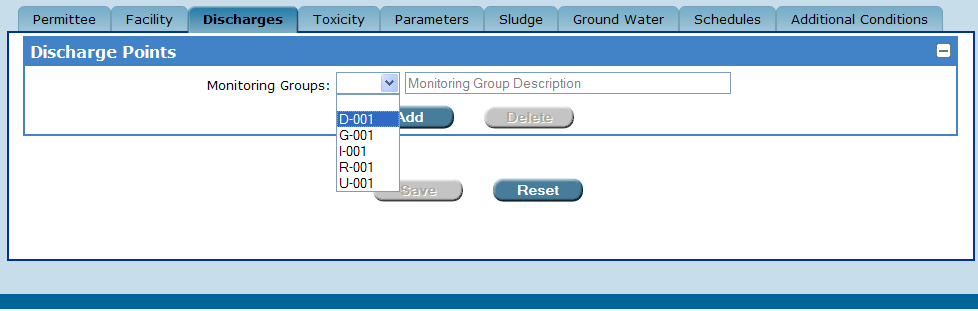 Permittee Facility Discharges Toxicity Parameters Sludge Ground Water Schedules Additional Conditions
Discharge Points
Monitoring Groups: Monitoring Group Description
D-001
G-001
I-001
R-001
U-001
Add Delete
Save Reset